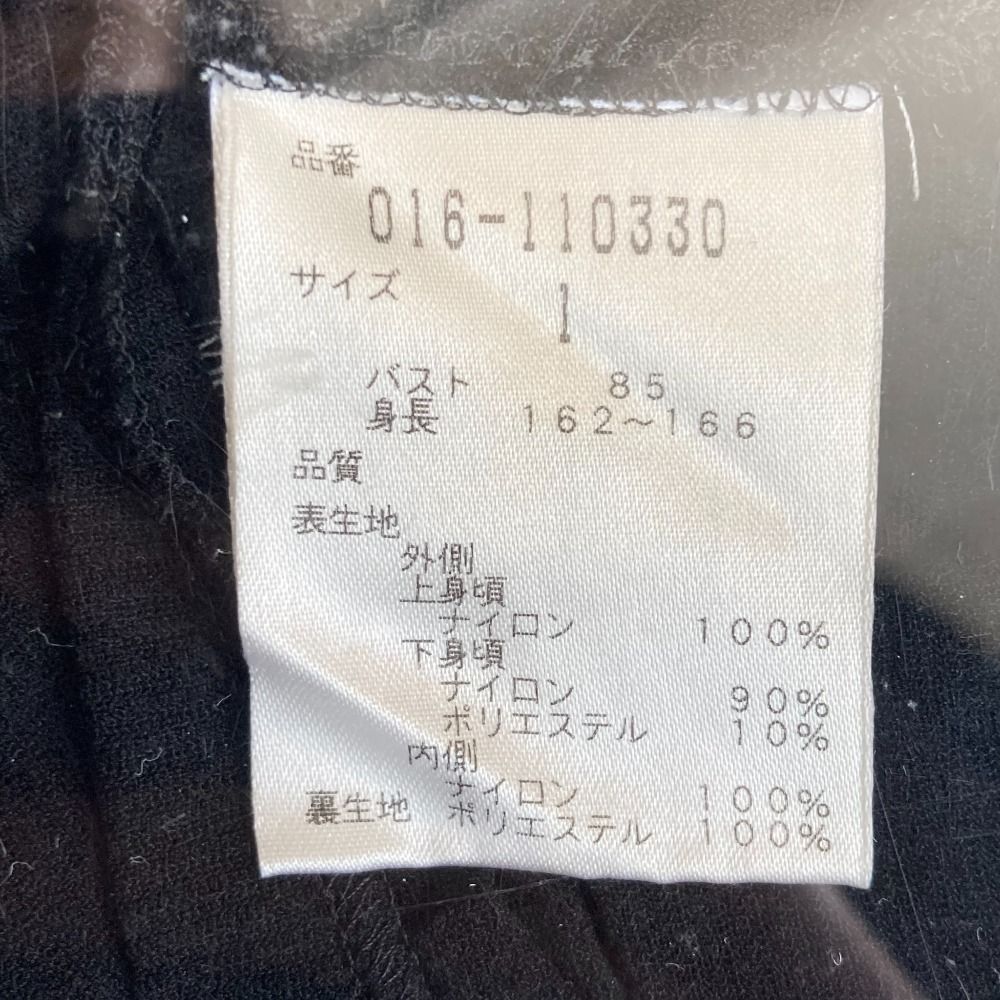 品番
016-110330
サイズ
1
バスト 85
身長 162～166
品質
表生地
外側
上身頃
ナイロン 100%
下身頃
ナイロン 90%
ポリエステル 10%
内側
ナイロン 100%
裏生地 ポリエステル 100%